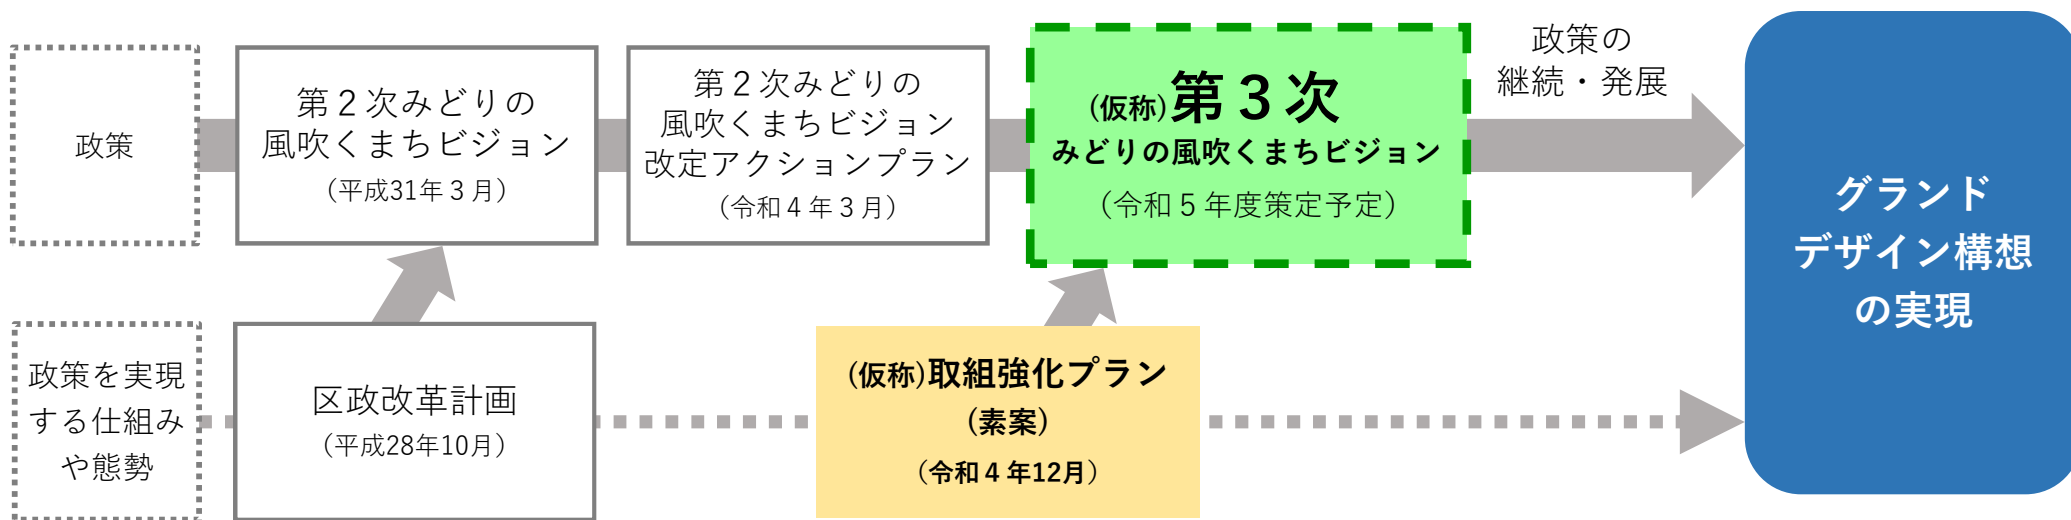 政策
第２次みどりの
風吹くまちビジョン
（平成31年３月）
第２次みどりの
風吹くまちビジョン
改定アクションプラン
（令和４年３月）
(仮称)第３次
みどりの風吹くまちビジョン
（令和５年度策定予定）
政策の
継続・発展
グランド
デザイン構想
の実現
政策を実現
する仕組み
や態勢
区政改革計画
（平成28年10月）
(仮称)取組強化プラン
(素案)
（令和４年12月）